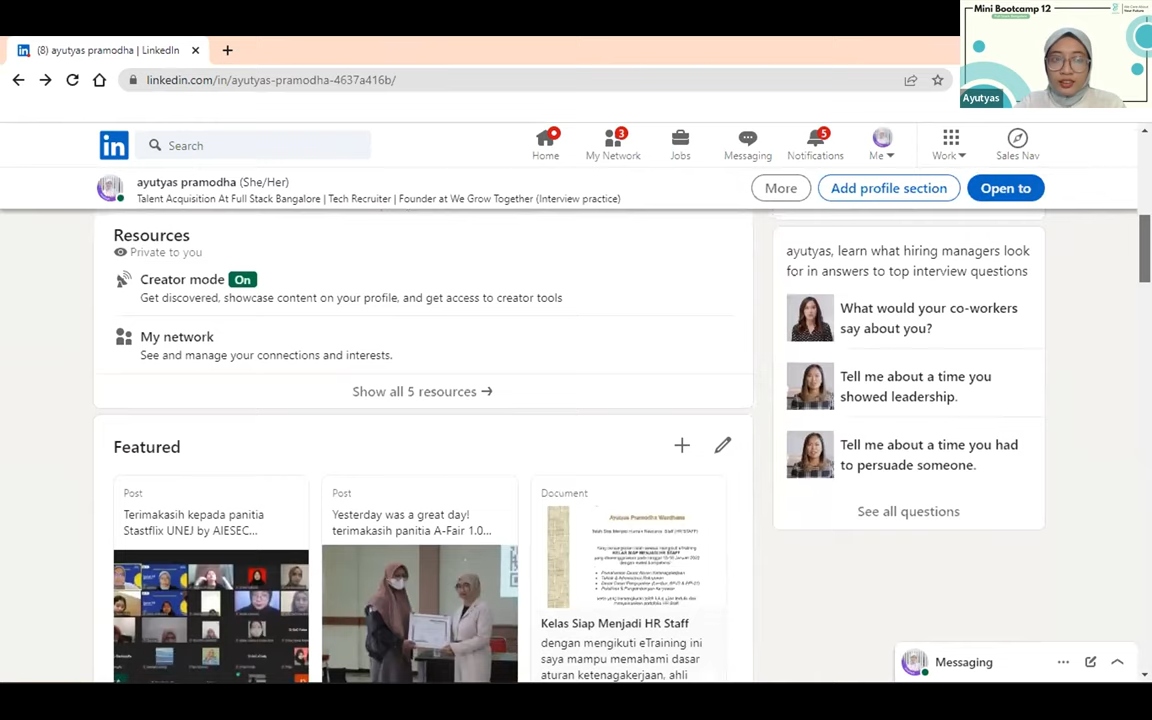 Mini Bootcamp 12
Ayutyas
(8) ayutyas pramodha | LinkedIn
linkedin.com/in/ayutyas-pramodha-4637a416b/
in
Search
Home
3
My Network
Jobs
Messaging
5
Notifications
Me
Work
Sales Nav
ayutyas pramodha (She/Her)
Talent Acquisition At Full Stack Bangalore | Tech Recruiter | Founder at We Grow Together (Interview practice)
More
Add profile section
Open to
Resources
Private to you
Creator mode On
Get discovered, showcase content on your profile, and get access to creator tools
My network
See and manage your connections and interests.
Show all 5 resources →
Featured
Post
Terimakasih kepada panitia
Stastflix UNEJ by AIESEC...
Post
Yesterday was a great day!
terimakasih panitia A-Fair 1.0...
Document
Kelas Siap Menjadi HR Staff
dengan mengikuti eTraining ini
saya mampu memahami dasar
aturan ketenagakerjaan, ahli
ayutyas, learn what hiring managers look
for in answers to top interview questions
What would your co-workers
say about you?
Tell me about a time you
showed leadership.
Tell me about a time you had
to persuade someone.
See all questions
Messaging